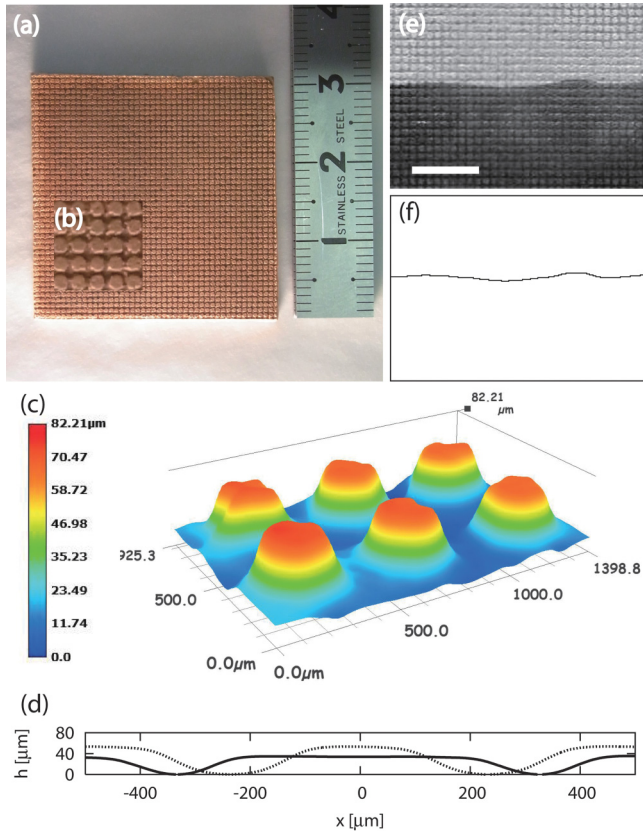 (a)
(b)
4
3
2
1
STAINLESS STEEL
(e)
(f)
(c)
82.21μm
70.47
58.72
46.98
35.23
23.49
11.74
0.0
82.21
μm
925.3
500.0
0.0μm
0.0μm
500.0
1000.0
1398.8
(d)
h [μm]
80
40
0
-400
-200
0
200
400
x [μm]